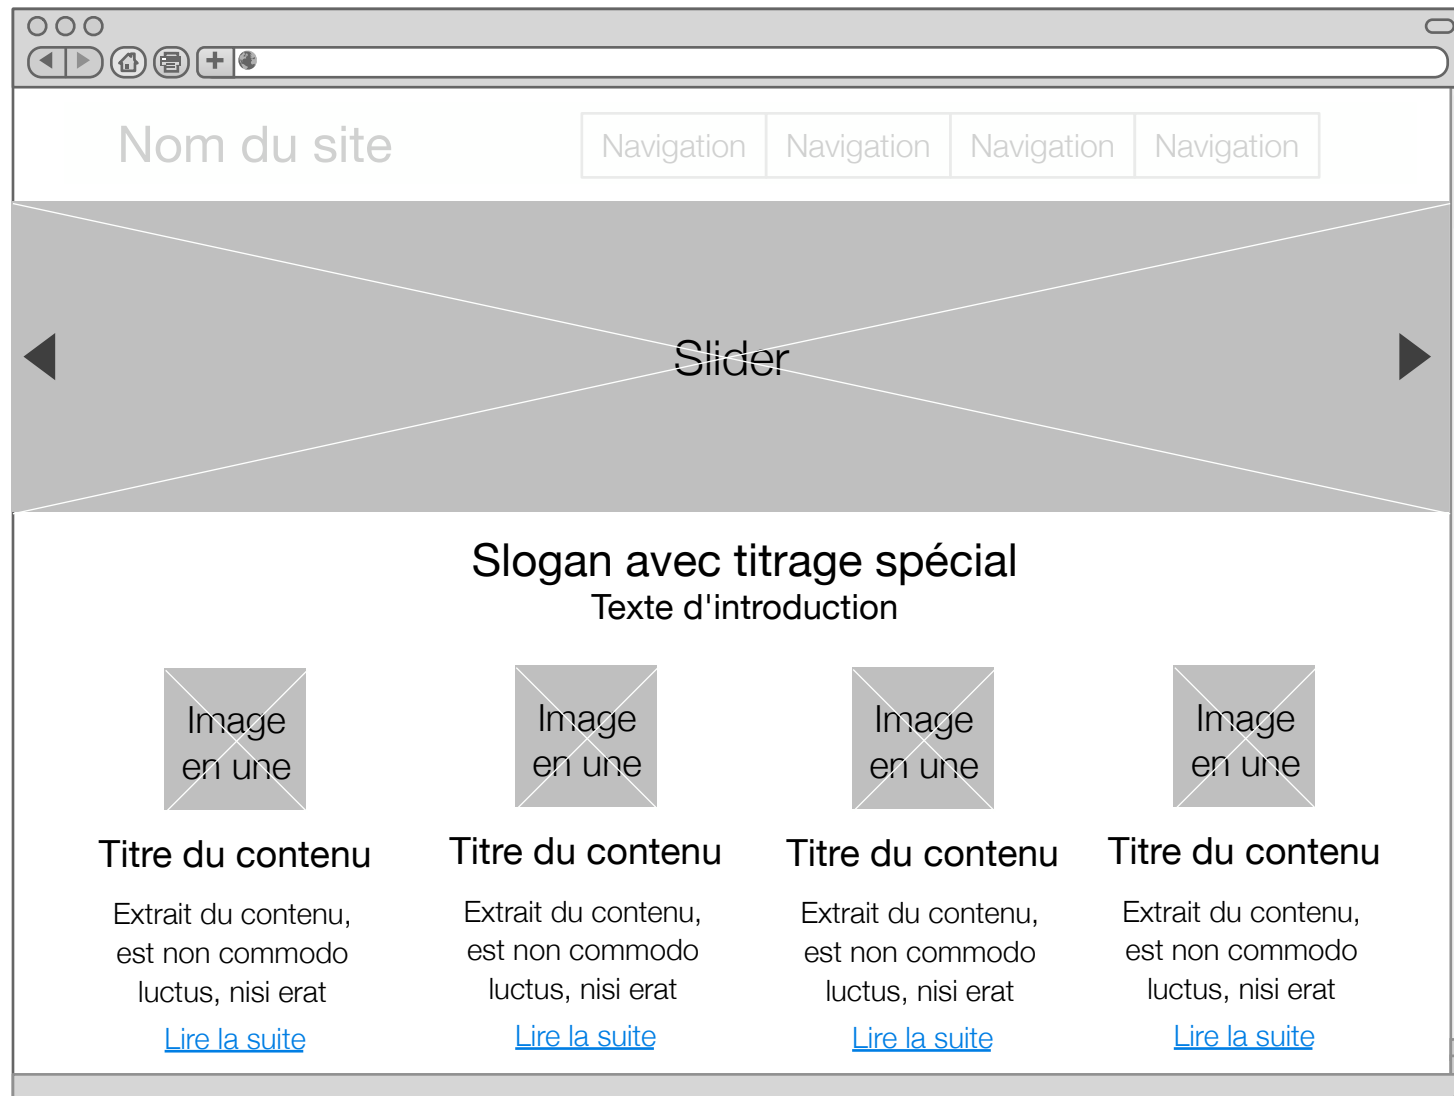 Nom du site
Navigation Navigation Navigation Navigation
Slider
Slogan avec titrage spécial
Texte d'introduction
Image
en une
Image
en une
Image
en une
Image
en une
Titre du contenu
Extrait du contenu,
est non commodo
luctus, nisi erat
Lire la suite
Titre du contenu
Extrait du contenu,
est non commodo
luctus, nisi erat
Lire la suite
Titre du contenu
Extrait du contenu,
est non commodo
luctus, nisi erat
Lire la suite
Titre du contenu
Extrait du contenu,
est non commodo
luctus, nisi erat
Lire la suite